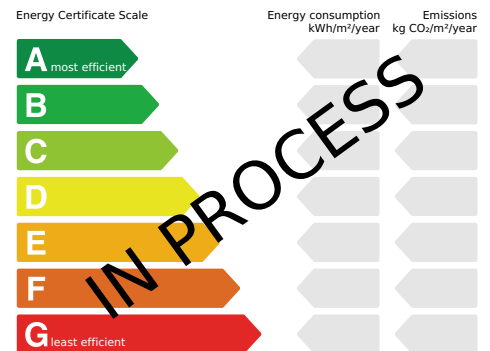 Energy Certificate Scale
Energy consumption
kWh/m²/year
Emissions
kg CO₂/m²/year
A most efficient
B
C
D
E
F
G least efficient
IN PROCESS